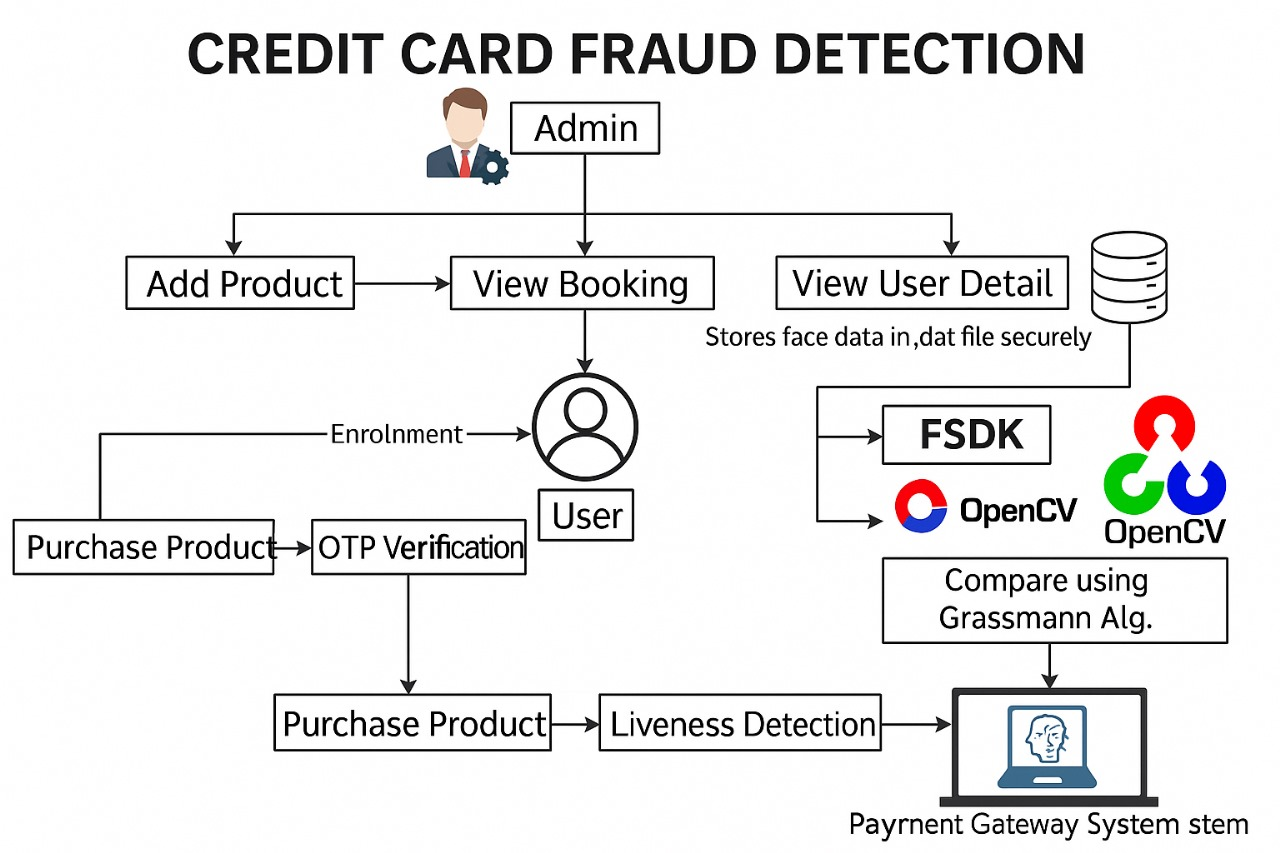 CREDIT CARD FRAUD DETECTION
Admin
Add Product
View Booking
View User Detail
Stores face data in,dat file securely
Enrolnment
FSDK
OpenCV
OpenCV
User
Purchase Product
OTP Verification
Compare using
Grassmann Alg.
Purchase Product
Liveness Detection
Payrnent Gateway System stem